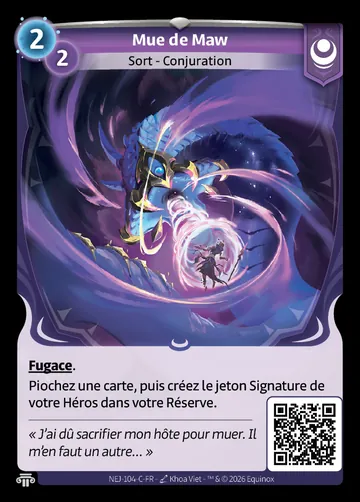 2
2
Mue de Maw
Sort - Conjuration
Fugace.
Piochez une carte, puis créez le jeton Signature de
votre Héros dans votre Réserve.
« J'ai dû sacrifier mon hôte pour muer. Il
m'en faut un autre... »
NEJ-104-C-FR - Khoa Viet - ™ & © 2026 Equinox